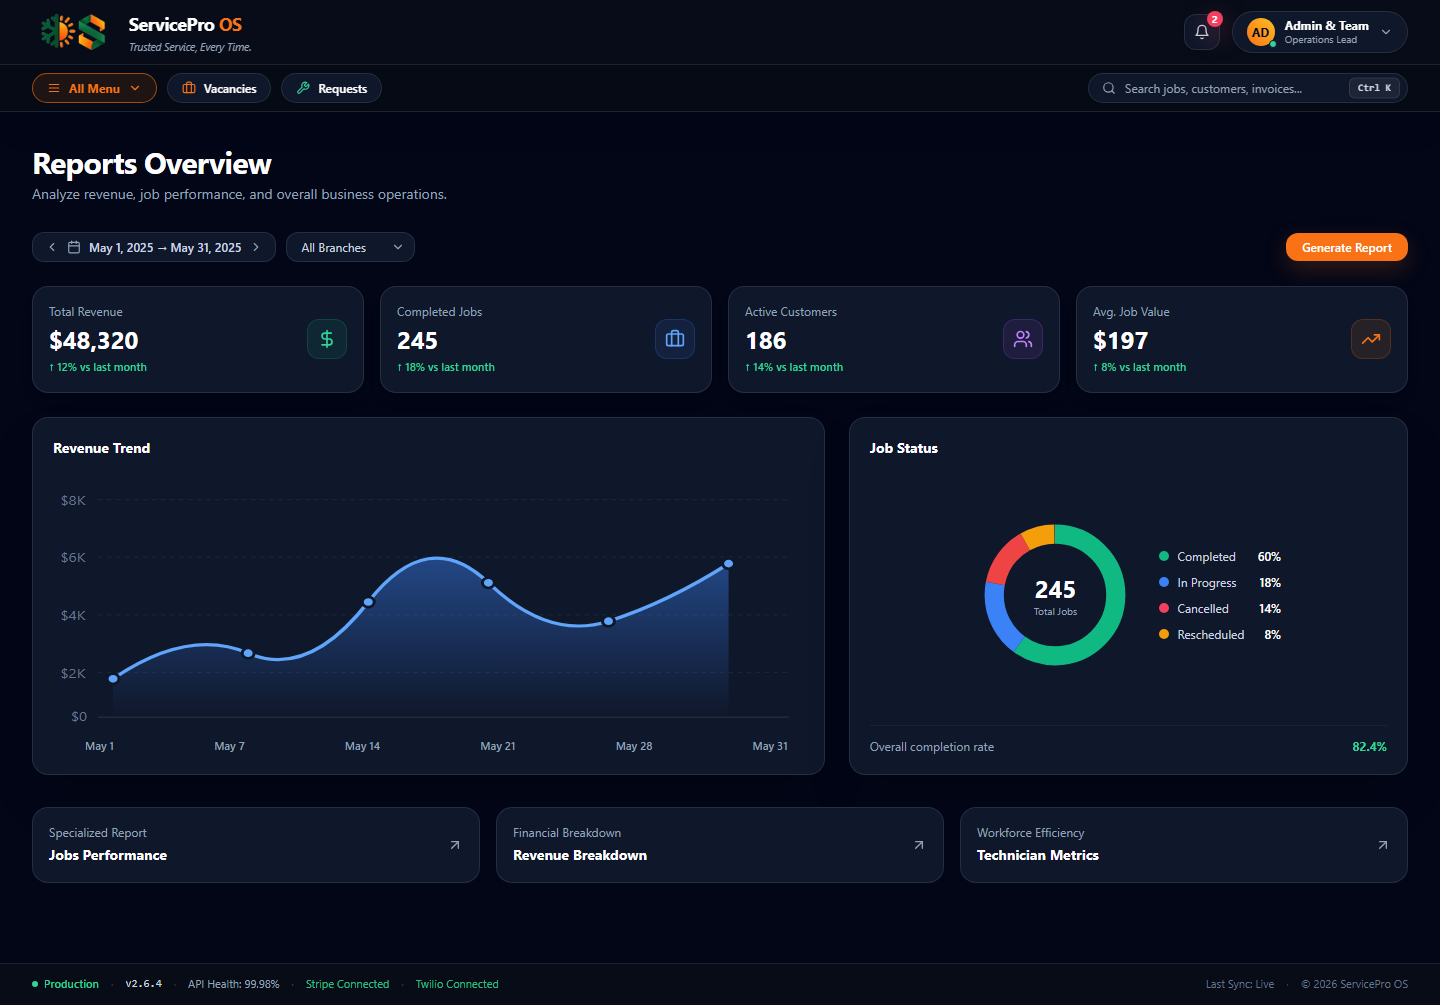 ServicePro OS
Trusted Service, Every Time.
2
AD
Admin & Team
Operations Lead
All Menu
Vacancies
Requests
Search jobs, customers, invoices...
Ctrl K
Reports Overview
Analyze revenue, job performance, and overall business operations.
May 1, 2025 → May 31, 2025
All Branches
Generate Report
Total Revenue
$48,320
↑ 12% vs last month
Completed Jobs
245
↑ 18% vs last month
Active Customers
186
↑ 14% vs last month
Avg. Job Value
$197
↑ 8% vs last month
Revenue Trend
$8K
$6K
$4K
$2K
$0
May 1
May 7
May 14
May 21
May 28
May 31
Job Status
245
Total Jobs
Completed 60%
In Progress 18%
Cancelled 14%
Rescheduled 8%
Overall completion rate 82.4%
Specialized Report
Jobs Performance
Financial Breakdown
Revenue Breakdown
Workforce Efficiency
Technician Metrics
Production · v2.6.4 · API Health: 99.98% · Stripe Connected · Twilio Connected
Last Sync: Live · © 2026 ServicePro OS